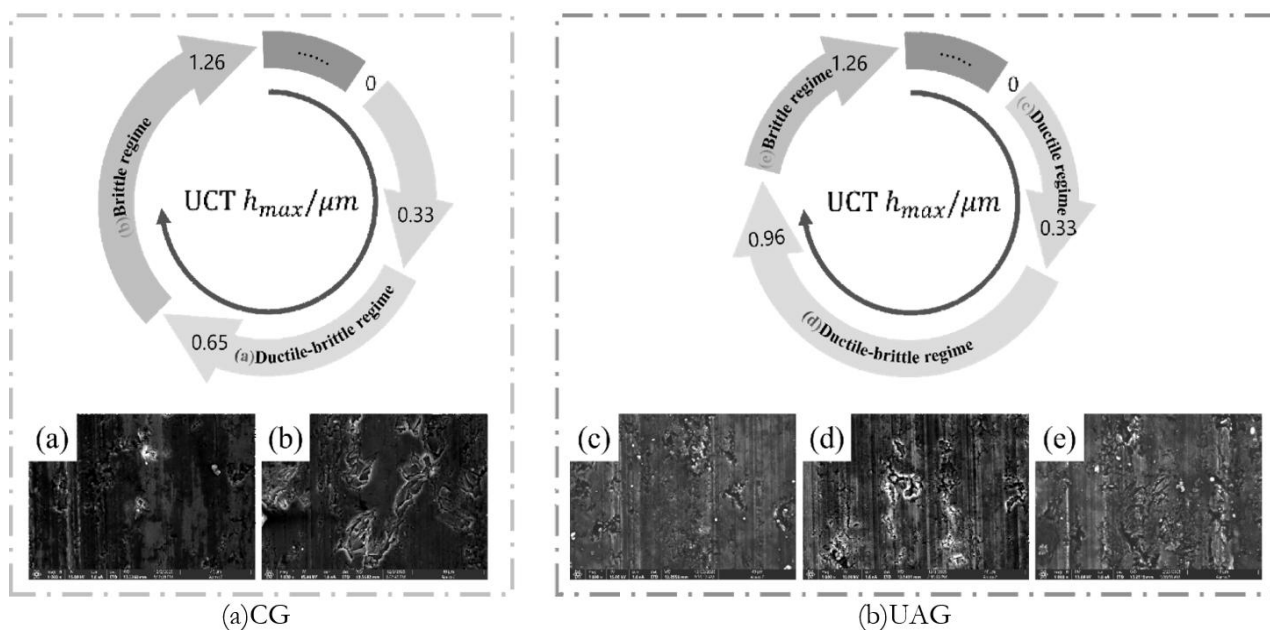 ......
0
1.26
(b)Brittle regime
UCT h_max/μm
0.33
0.65
(a)Ductile-brittle regime
(a)
(b)
(a)CG
......
0
1.26
(e)Brittle regime
(c)Ductile regime
UCT h_max/μm
0.33
0.96
(d)Ductile-brittle regime
(c)
(d)
(e)
(b)UAG